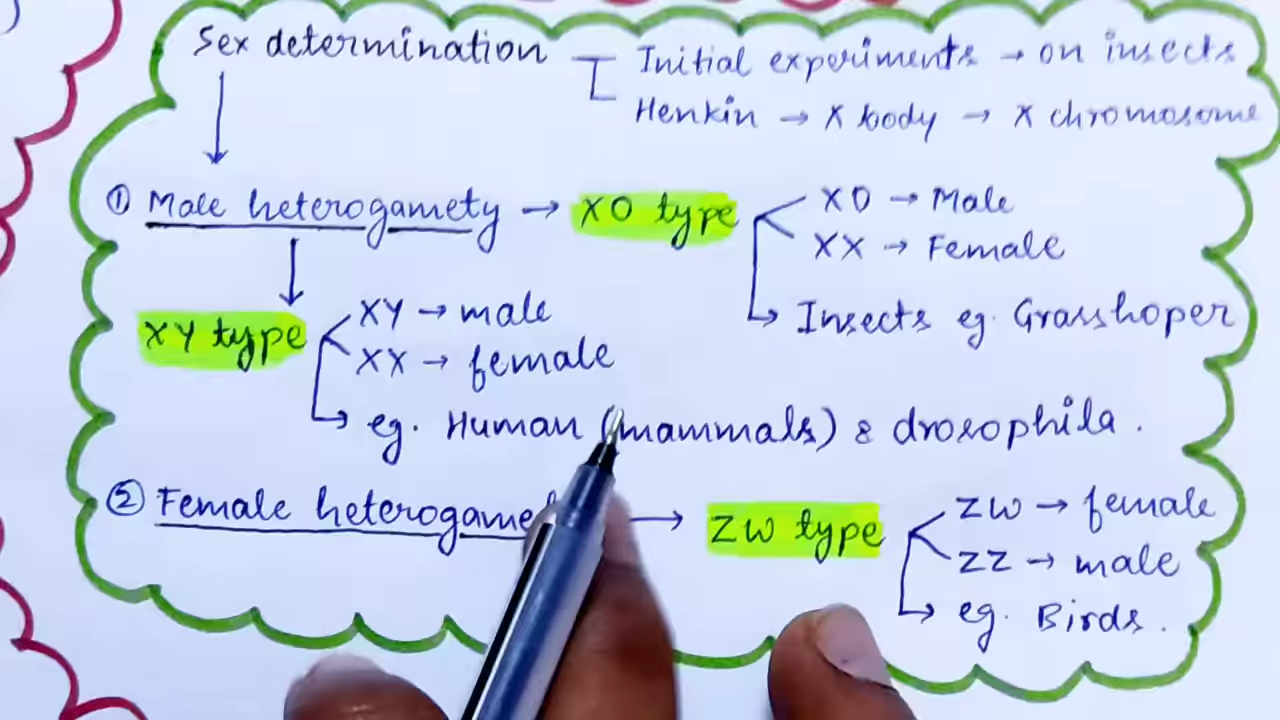 Sex determination
Initial experiments → on insects
Henkin → X body → X chromosome
① Male heterogamety → XO type
XO → Male
XX → Female
Insects eg. Grasshoper
XY type
XY → male
XX → female
eg. Human (mammals) & drosophila.
② Female heterogame → ZW type
ZW → female
ZZ → male
eg. Birds.